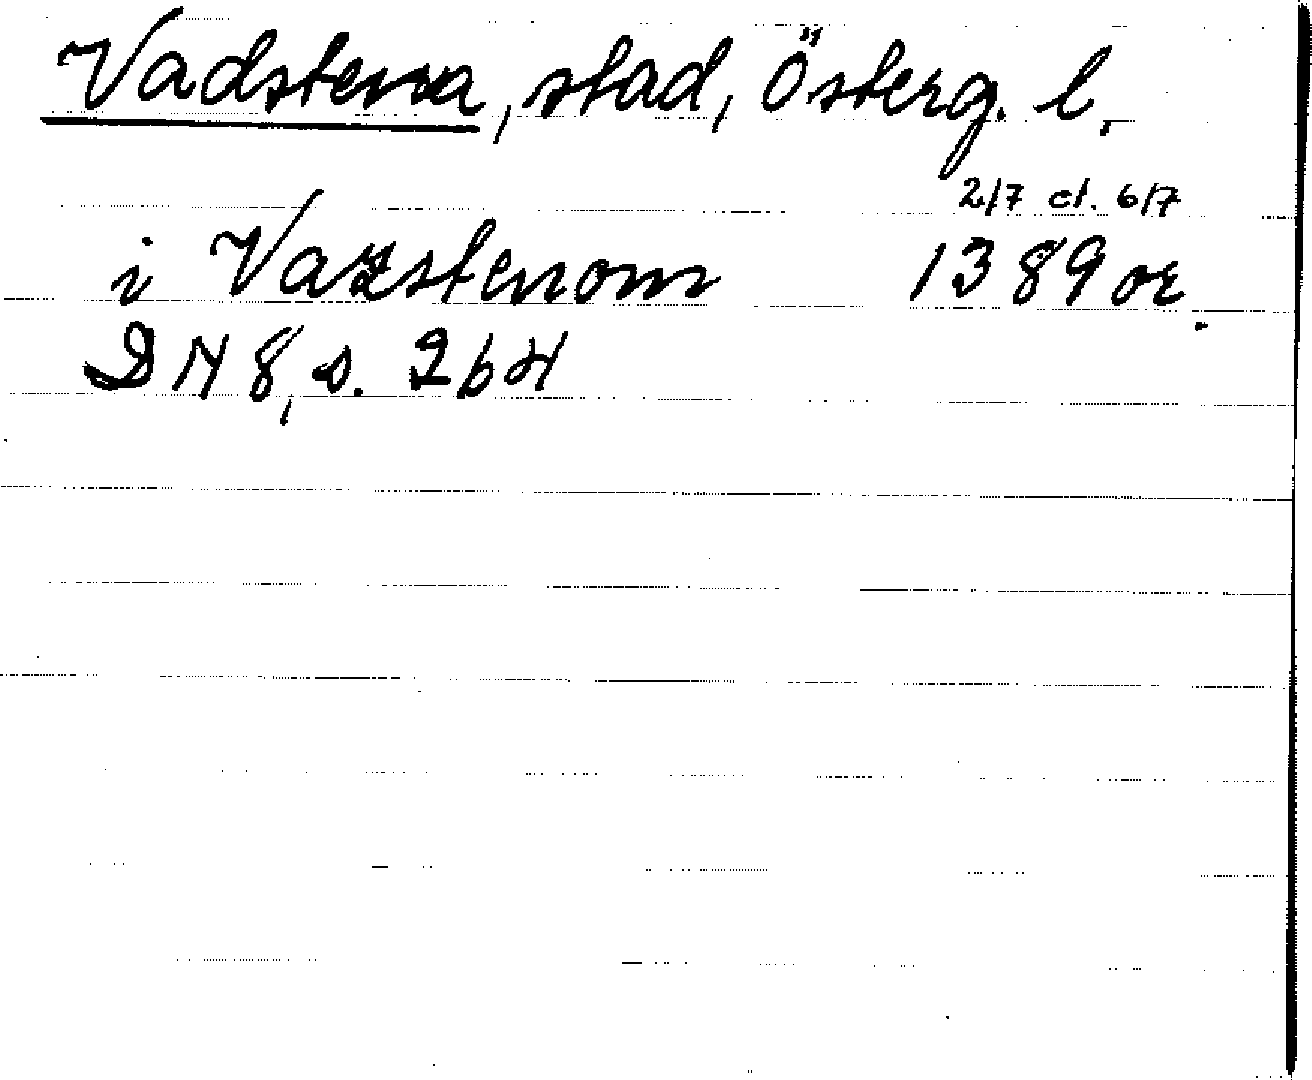 Vadstena, stad, Österg. l.
2/7 el. 6/7
i Vazstenom 1389 or.
DN 8, s. 264